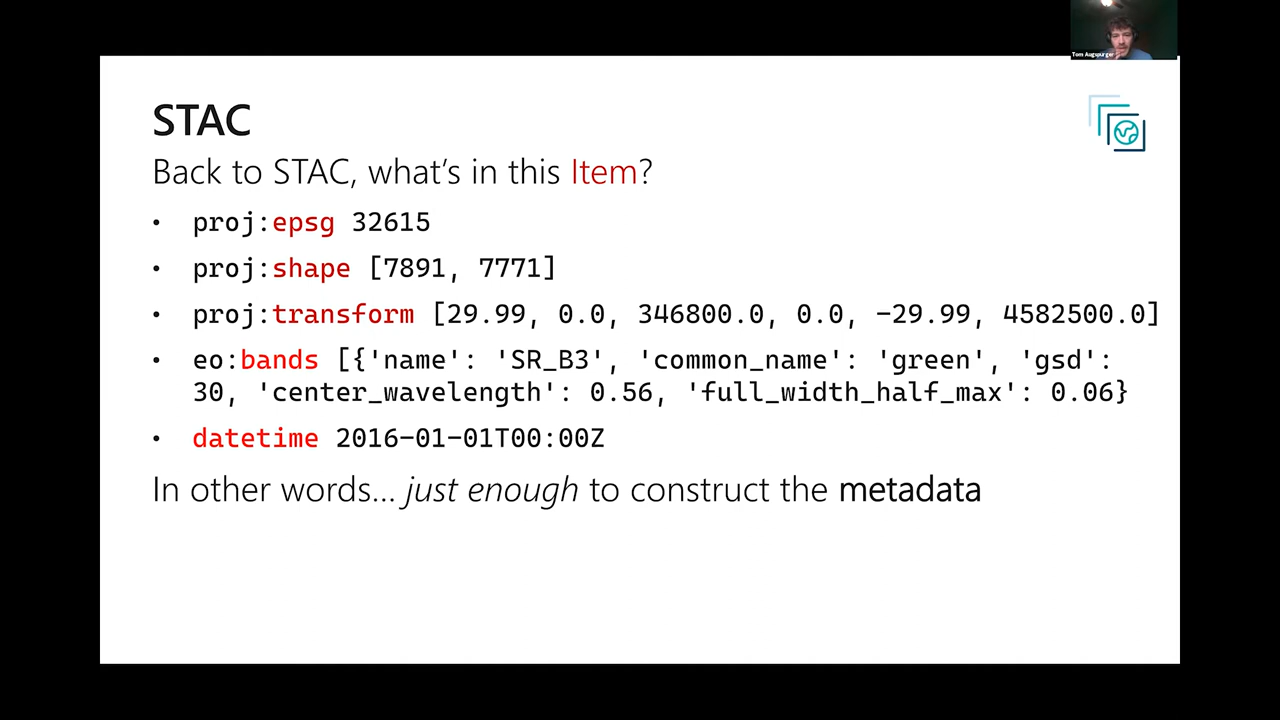 Tom Augspurger
STAC
Back to STAC, what's in this Item?
• proj:epsg 32615
• proj:shape [7891, 7771]
• proj:transform [29.99, 0.0, 346800.0, 0.0, −29.99, 4582500.0]
• eo:bands [{'name': 'SR_B3', 'common_name': 'green', 'gsd':
30, 'center_wavelength': 0.56, 'full_width_half_max': 0.06}
• datetime 2016−01−01T00:00Z
In other words… just enough to construct the metadata